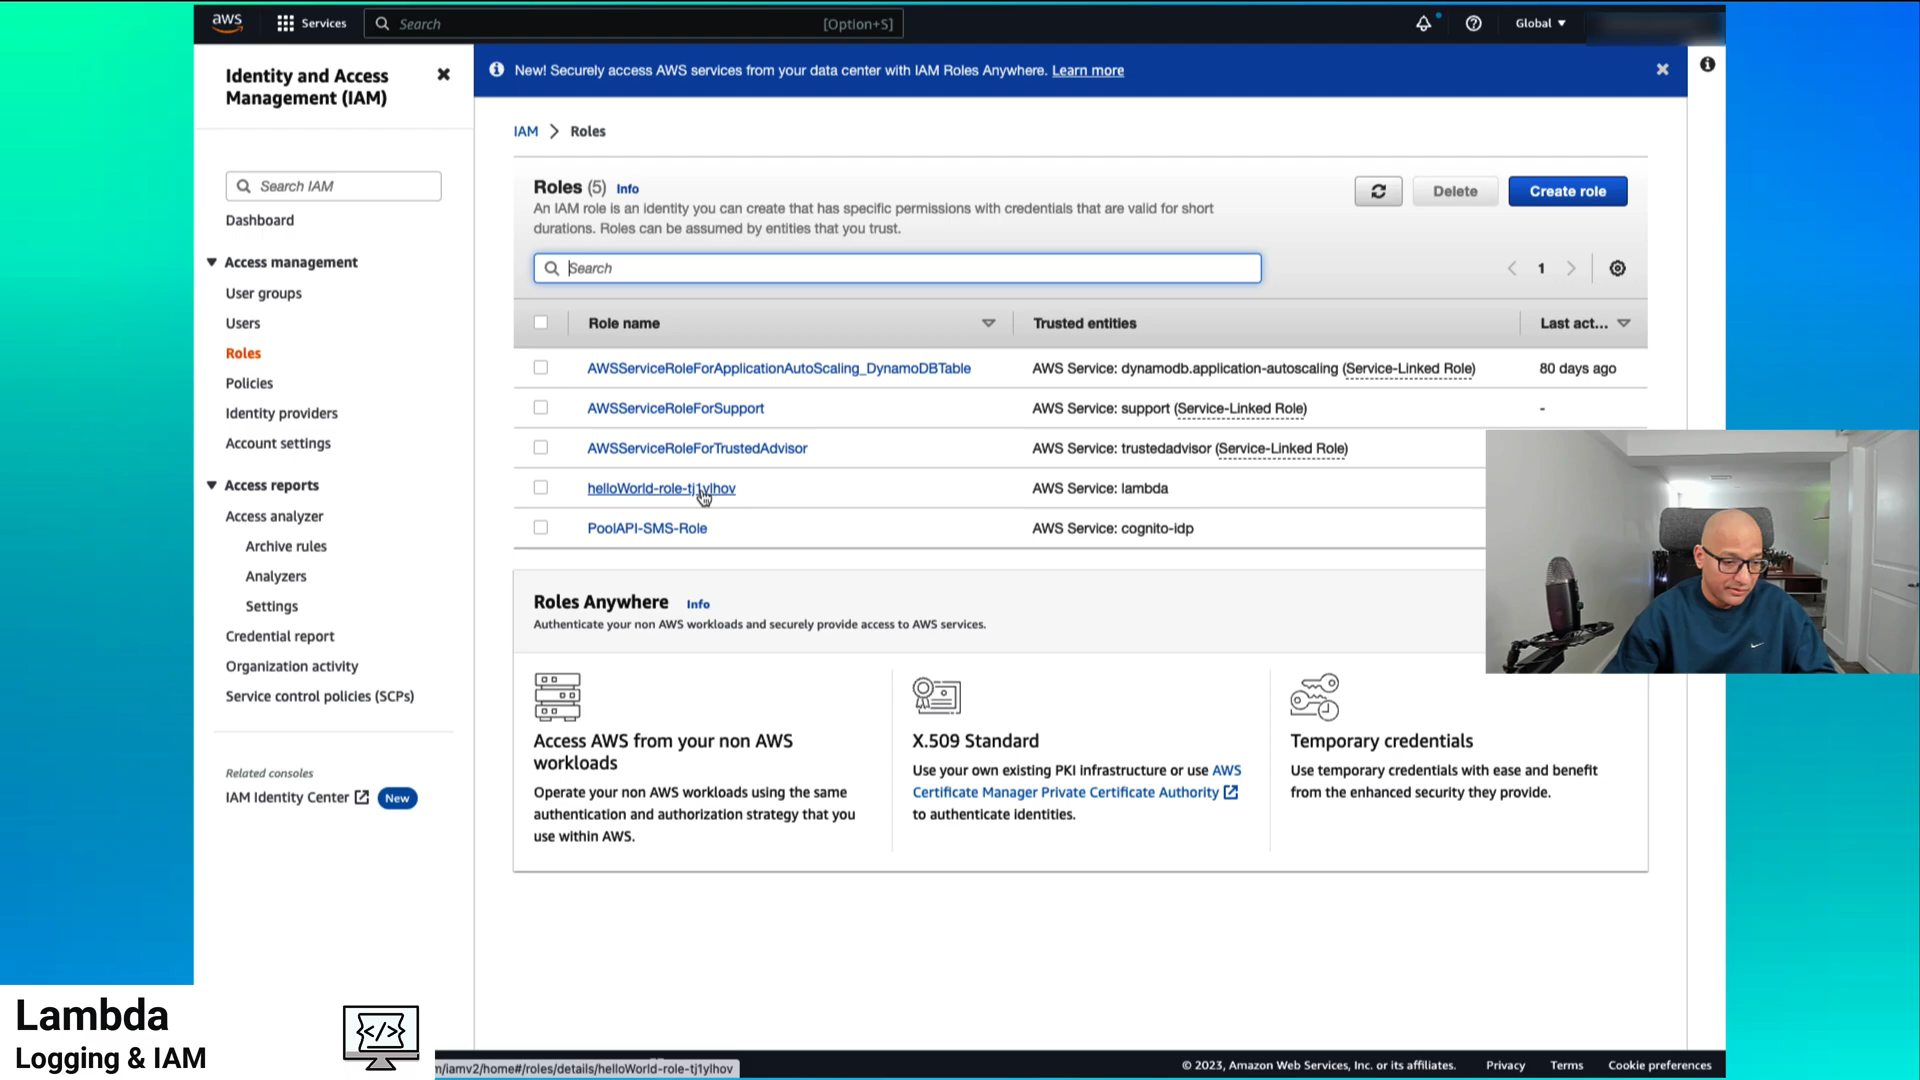 aws
Services
Search
[Option+S]
Global
Identity and Access
Management (IAM)
Search IAM
Dashboard
Access management
User groups
Users
Roles
Policies
Identity providers
Account settings
Access reports
Access analyzer
Archive rules
Analyzers
Settings
Credential report
Organization activity
Service control policies (SCPs)
Related consoles
IAM Identity Center
New
New! Securely access AWS services from your data center with IAM Roles Anywhere. Learn more
IAM > Roles
Roles (5) Info
An IAM role is an identity you can create that has specific permissions with credentials that are valid for short
durations. Roles can be assumed by entities that you trust.
Delete
Create role
Search
1
Role name
Trusted entities
Last act...
AWSServiceRoleForApplicationAutoScaling_DynamoDBTable
AWS Service: dynamodb.application-autoscaling (Service-Linked Role)
80 days ago
AWSServiceRoleForSupport
AWS Service: support (Service-Linked Role)
-
AWSServiceRoleForTrustedAdvisor
AWS Service: trustedadvisor (Service-Linked Role)
helloWorld-role-tj1ylhov
AWS Service: lambda
PoolAPI-SMS-Role
AWS Service: cognito-idp
Roles Anywhere Info
Authenticate your non AWS workloads and securely provide access to AWS services.
Access AWS from your non AWS
workloads
Operate your non AWS workloads using the same
authentication and authorization strategy that you
use within AWS.
X.509 Standard
Use your own existing PKI infrastructure or use AWS
Certificate Manager Private Certificate Authority
to authenticate identities.
Temporary credentials
Use temporary credentials with ease and benefit
from the enhanced security they provide.
Lambda
Logging & IAM
</>
m/iamv2/home#/roles/details/helloWorld-role-tj1ylhov
© 2023, Amazon Web Services, Inc. or its affiliates.
Privacy
Terms
Cookie preferences